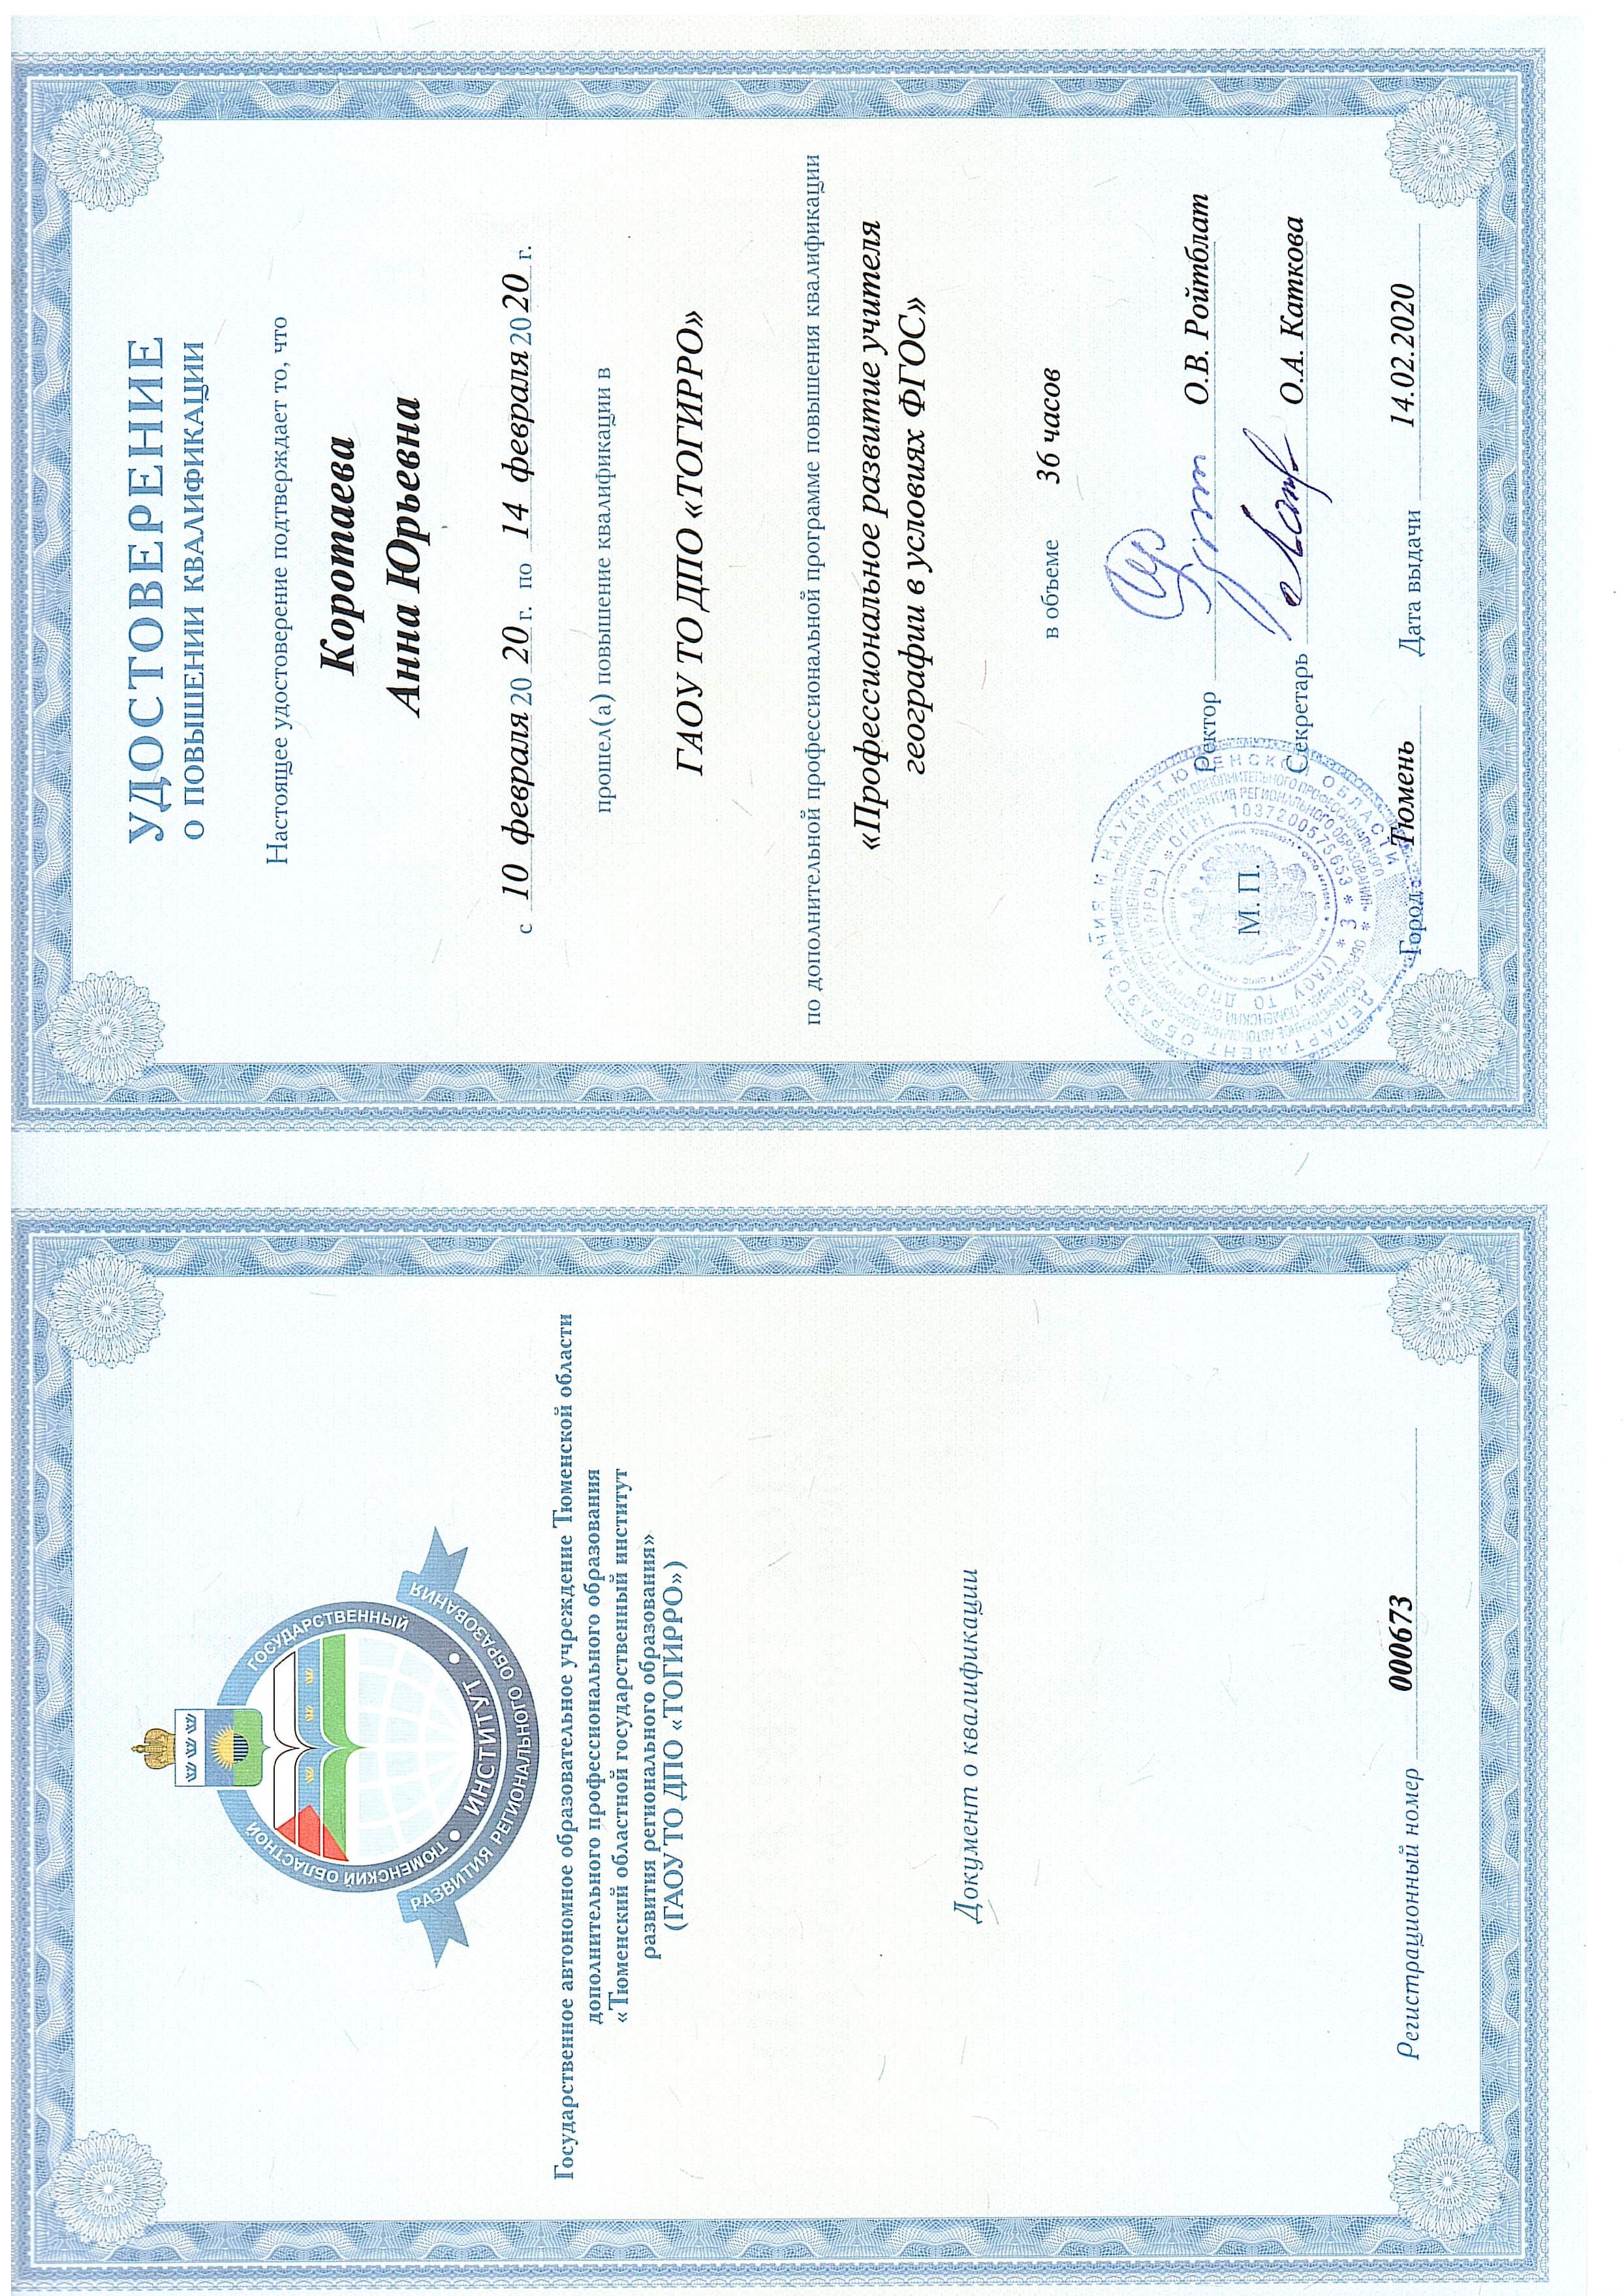 ТЮМЕНСКИЙ ОБЛАСТНОЙ ГОСУДАРСТВЕННЫЙ
ИНСТИТУТ
РАЗВИТИЯ РЕГИОНАЛЬНОГО ОБРАЗОВАНИЯ
Государственное автономное образовательное учреждение Тюменской области
дополнительного профессионального образования
«Тюменский областной государственный институт
развития регионального образования»
(ГАОУ ТО ДПО «ТОГИРРО»)
Документ о квалификации
Регистрационный номер 000673
УДОСТОВЕРЕНИЕ
О ПОВЫШЕНИИ КВАЛИФИКАЦИИ
Настоящее удостоверение подтверждает то, что
Коротаева
Анна Юрьевна
с 10 февраля 20 20 г. по 14 февраля 20 20 г.
прошел(а) повышение квалификации в
ГАОУ ТО ДПО «ТОГИРРО»
по дополнительной профессиональной программе повышения квалификации
«Профессиональное развитие учителя
географии в условиях ФГОС»
в объеме 36 часов
Ректор О.В. Ройтблат
М. П.
Секретарь О.А. Каткова
Город Тюмень Дата выдачи 14.02.2020
ДЕПАРТАМЕНТ ОБРАЗОВАНИЯ И НАУКИ ТЮМЕНСКОЙ ОБЛАСТИ
(ГАОУ ТО ДПО «ТОГИРРО») * ОГРН 1037200575653 * 3 *